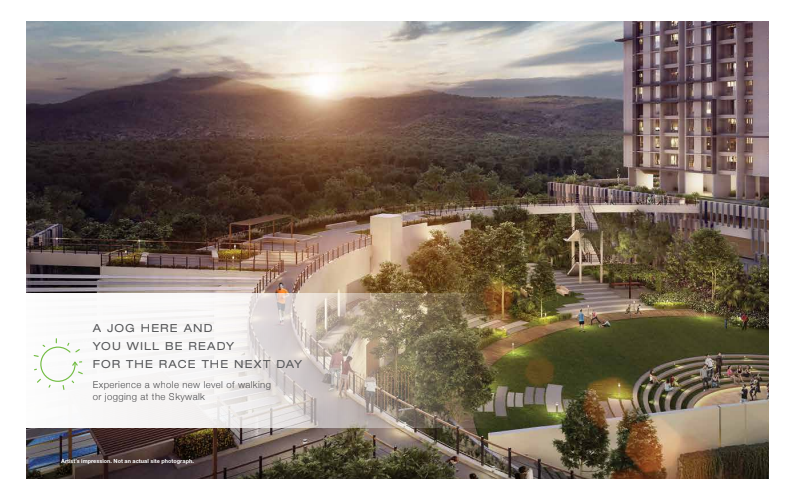 A JOG HERE AND
YOU WILL BE READY
FOR THE RACE THE NEXT DAY
Experience a whole new level of walking
or jogging at the Skywalk
Artist's impression. Not an actual site photograph.